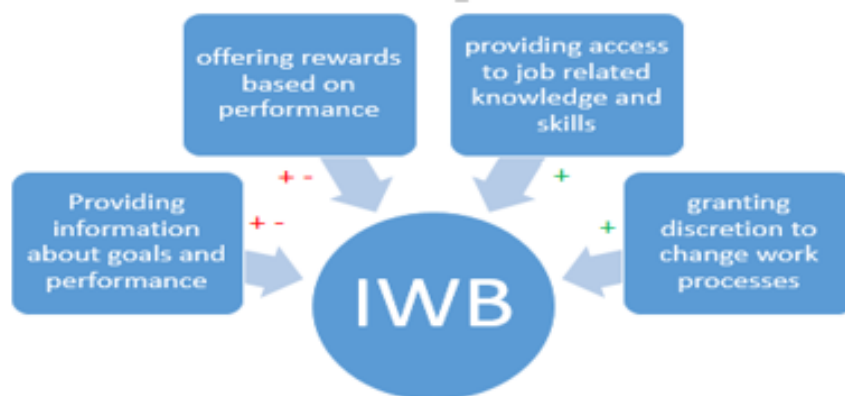 offering rewards
based on
performance
providing access
to job related
knowledge and
skills
+ -
+
Providing
information
about goals and
performance
+ -
+
granting
discretion to
change work
processes
IWB